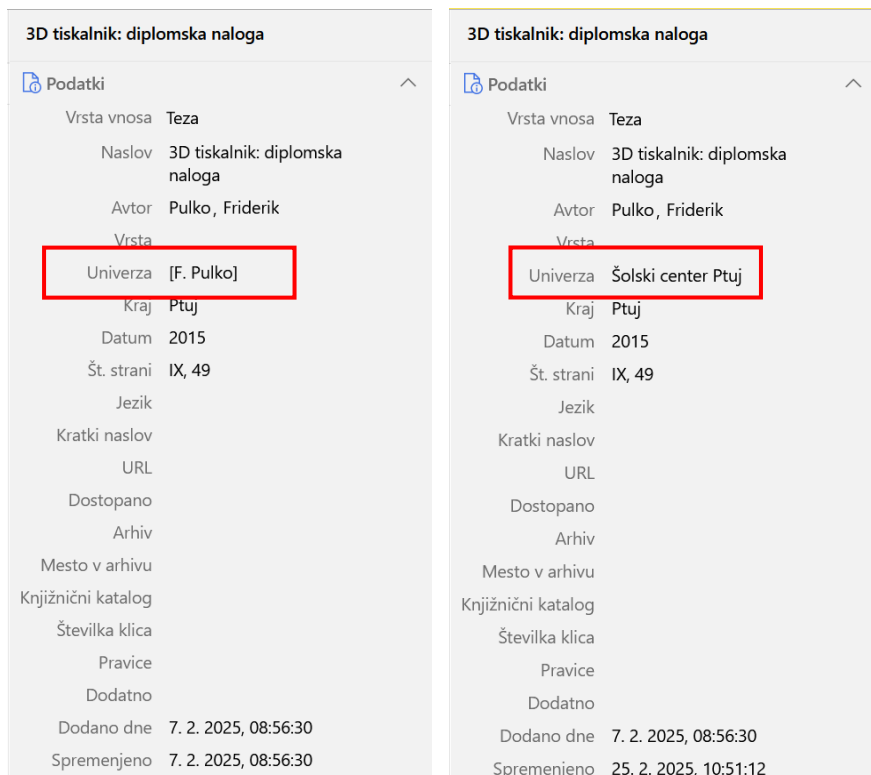 3D tiskalnik: diplomska naloga
Podatki
Vrsta vnosa Teza
Naslov 3D tiskalnik: diplomska
naloga
Avtor Pulko, Friderik
Vrsta
Univerza [F. Pulko]
Kraj Ptuj
Datum 2015
Št. strani IX, 49
Jezik
Kratki naslov
URL
Dostopano
Arhiv
Mesto v arhivu
Knjižnični katalog
Številka klica
Pravice
Dodatno
Dodano dne 7. 2. 2025, 08:56:30
Spremenjeno 7. 2. 2025, 08:56:30
3D tiskalnik: diplomska naloga
Podatki
Vrsta vnosa Teza
Naslov 3D tiskalnik: diplomska
naloga
Avtor Pulko, Friderik
Vrsta
Univerza Šolski center Ptuj
Kraj Ptuj
Datum 2015
Št. strani IX, 49
Jezik
Kratki naslov
URL
Dostopano
Arhiv
Mesto v arhivu
Knjižnični katalog
Številka klica
Pravice
Dodatno
Dodano dne 7. 2. 2025, 08:56:30
Spremenjeno 25. 2. 2025, 10:51:12